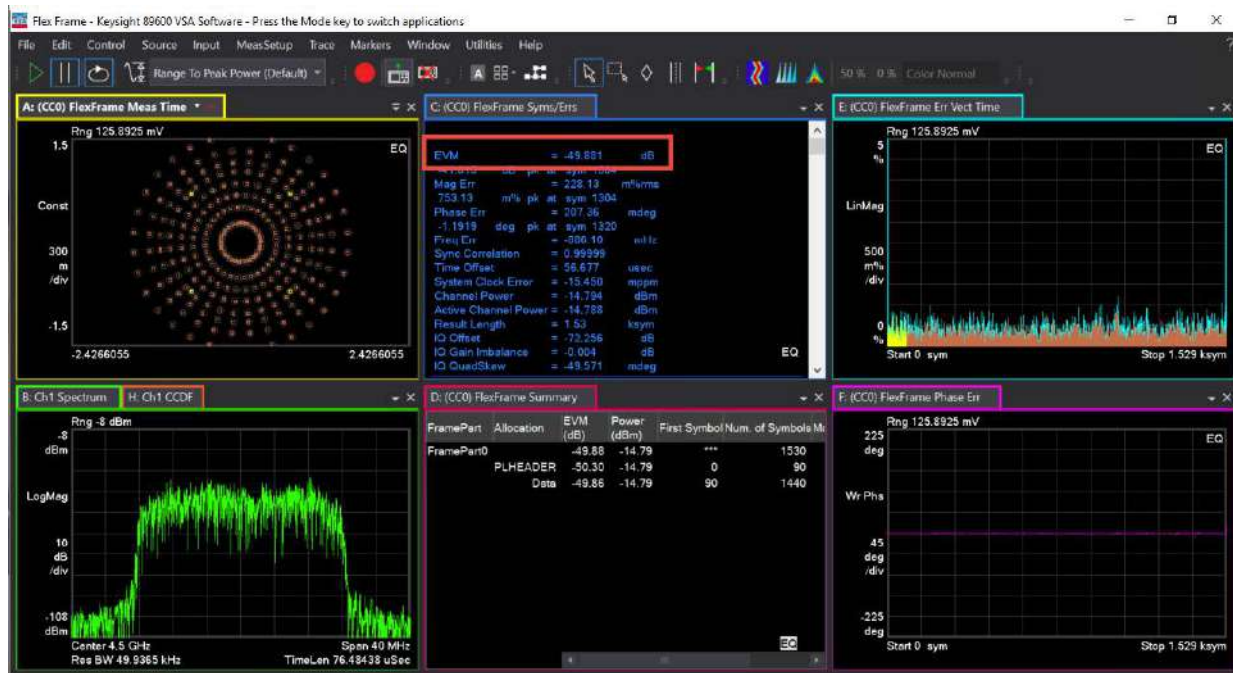 Flex Frame - Keysight 89600 VSA Software - Press the Mode key to switch applications
File Edit Control Source Input MeasSetup Trace Markers Window Utilities Help
Range To Peak Power (Default)
A
50 % 0 % Color Normal
A: (CC0) FlexFrame Meas Time
Rng 125.8925 mV
1.5
EQ
Const
300
m
/div
-1.5
-2.4266055 2.4266055
C: (CC0) FlexFrame Syms/Errs
EVM = -49.881 dB
dB pk at sym
Mag Err = 228.13 m%rms
753.13 m% pk at sym 1304
Phase Err = 207.36 mdeg
-1.1919 deg pk at sym 1320
Freq Err = -886.10 mHz
Sync Correlation = 0.99999
Time Offset = 56.677 usec
System Clock Error = -15.450 mppm
Channel Power = -14.794 dBm
Active Channel Power = -14.788 dBm
Result Length = 1.53 ksym
IQ Offset = -72.256 dB
IQ Gain Imbalance = -0.004 dB
IQ QuadSkew = -49.571 mdeg
EQ
E: (CC0) FlexFrame Err Vect Time
Rng 125.8925 mV
5
%
EQ
LinMag
500
m%
/div
0
%
Start 0 sym Stop 1.529 ksym
B: Ch1 Spectrum H: Ch1 CCDF
Rng -8 dBm
-8
dBm
LogMag
10
dB
/div
-108
dBm
Center 4.5 GHz Span 40 MHz
Res BW 49.9365 kHz TimeLen 76.48438 uSec
D: (CC0) FlexFrame Summary
FramePart Allocation EVM (dB) Power (dBm) First Symbol Num. of Symbols Mo
FramePart0 -49.88 -14.79 *** 1530
PLHEADER -50.30 -14.79 0 90
Data -49.86 -14.79 90 1440
EQ
F: (CC0) FlexFrame Phase Err
Rng 125.8925 mV
225
deg
EQ
Wr Phs
45
deg
/div
-225
deg
Start 0 sym Stop 1.529 ksym